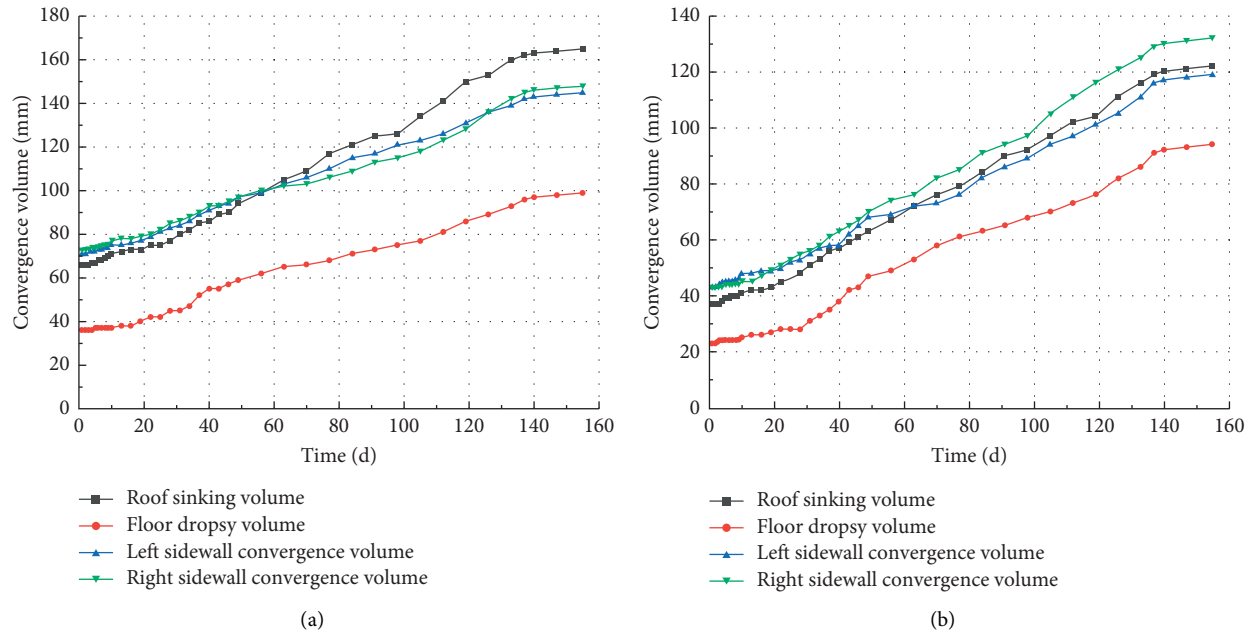 180
160
140
120
100
80
60
40
20
0
Convergence volume (mm)
0 20 40 60 80 100 120 140 160
Time (d)
Roof sinking volume
Floor dropsy volume
Left sidewall convergence volume
Right sidewall convergence volume
(a)
140
120
100
80
60
40
20
0
Convergence volume (mm)
0 20 40 60 80 100 120 140 160
Time (d)
Roof sinking volume
Floor dropsy volume
Left sidewall convergence volume
Right sidewall convergence volume
(b)